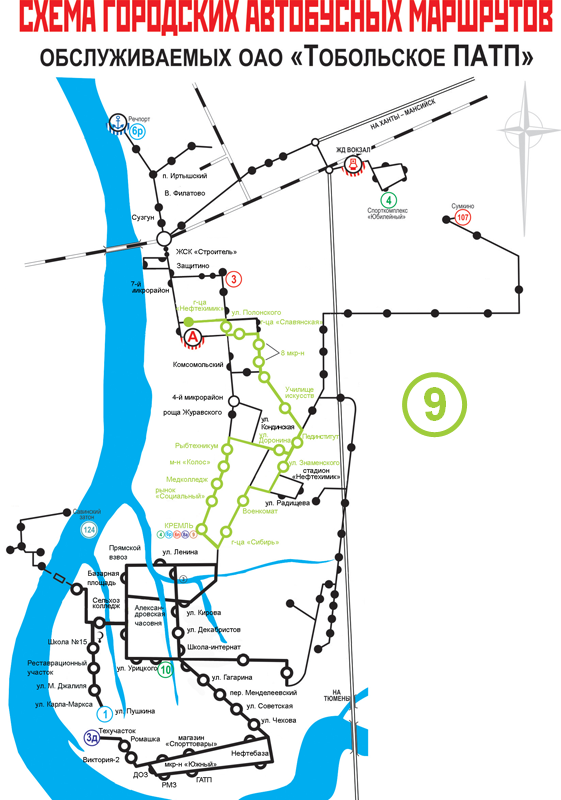 СХЕМА ГОРОДСКИХ АВТОБУСНЫХ МАРШРУТОВ
ОБСЛУЖИВАЕМЫХ ОАО «ТОБОЛЬСКОЕ ПАТП»
НА ХАНТЫ – МАНСИЙСК
Речпорт
6р
ЖД ВОКЗАЛ
п. Иртышский
В. Филатово
4
Спорткомплекс
«Юбилейный»
Сумкино
107
Сузгун
ЖСК «Строитель»
Защитино
3
7-й
микрорайон
г-ца
«Нефтехимик»
ул. Полонского
г-ца «Славянская»
А
8 мкр-н
Комсомольский
9
Училище
искусств
4-й микрорайон
роща Журавского
ул.
Кондинская
ул.
Доронина
Пединститут
Рыбтехникум
м-н «Колос»
ул. Знаменского
стадион
«Нефтехимик»
Медколледж
рынок
«Социальный»
ул. Радищева
Военкомат
КРЕМЛЬ
124
г-ца «Сибирь»
Прямской
взвоз
ул. Ленина
Базарная
площадь
Сельхоз
колледж
Алексан-
дровская
часовня
ул. Кирова
ул. Декабристов
?
Школа №15
Школа-интернат
Реставрационный
участок
ул. Урицкого
10
ул. Гагарина
ул. М. Джалиля
пер. Менделеевский
НА
ТЮМЕНЬ
ул. Карла-Маркса
1
ул. Пушкина
ул. Советская
ул. Чехова
3д
Техучасток
Ромашка
магазин
«Спорттовары»
Нефтебаза
Виктория-2
мкр-н «Южный»
ДОЗ
РМЗ
ГАТП